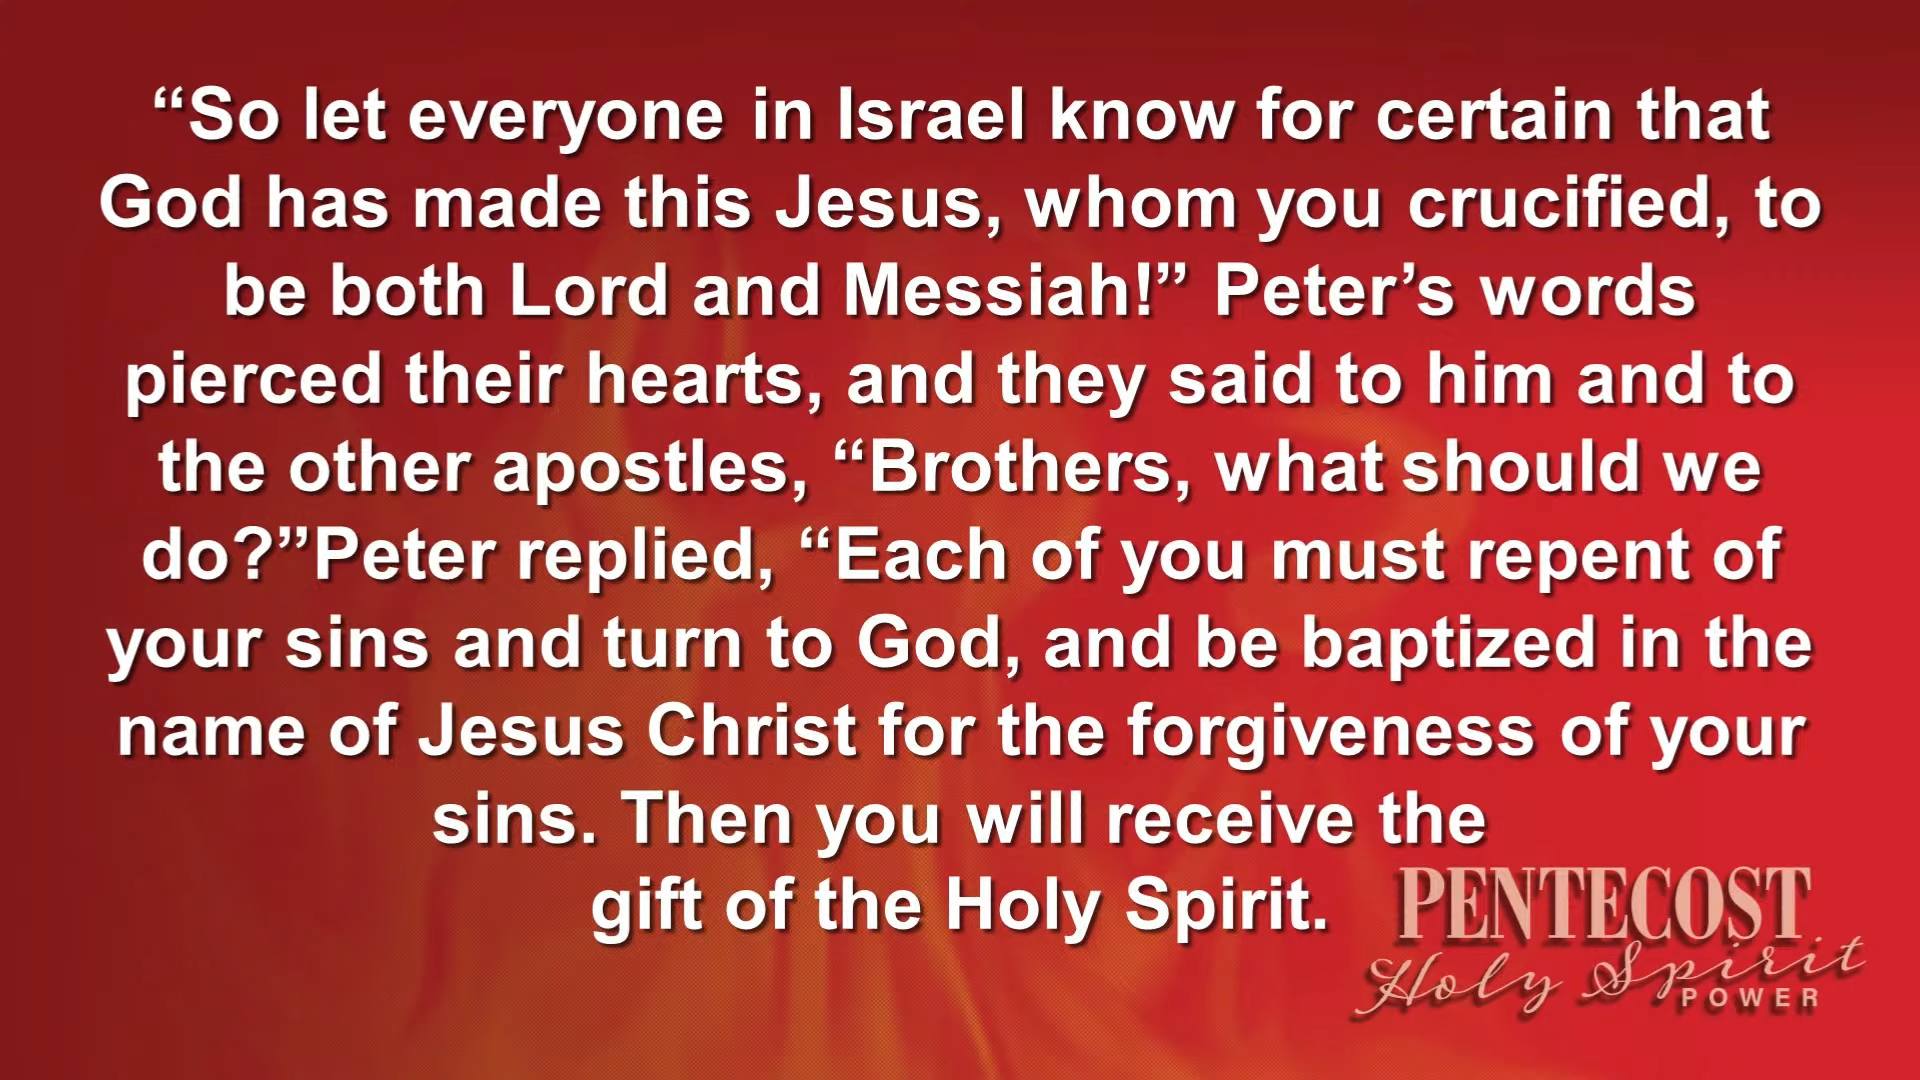 “So let everyone in Israel know for certain that
God has made this Jesus, whom you crucified, to
be both Lord and Messiah!” Peter’s words
pierced their hearts, and they said to him and to
the other apostles, “Brothers, what should we
do?”Peter replied, “Each of you must repent of
your sins and turn to God, and be baptized in the
name of Jesus Christ for the forgiveness of your
sins. Then you will receive the
gift of the Holy Spirit.
PENTECOST
Holy Spirit
POWER